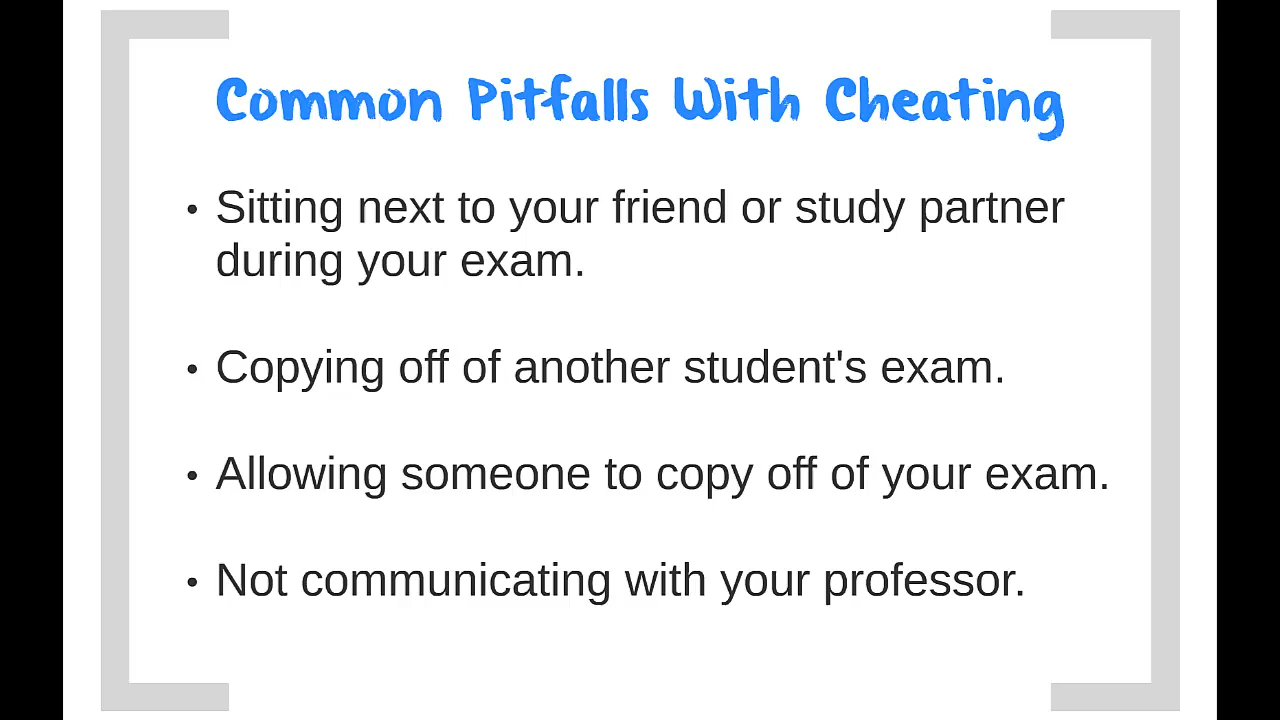 Common Pitfalls With Cheating
• Sitting next to your friend or study partner
during your exam.
• Copying off of another student's exam.
• Allowing someone to copy off of your exam.
• Not communicating with your professor.